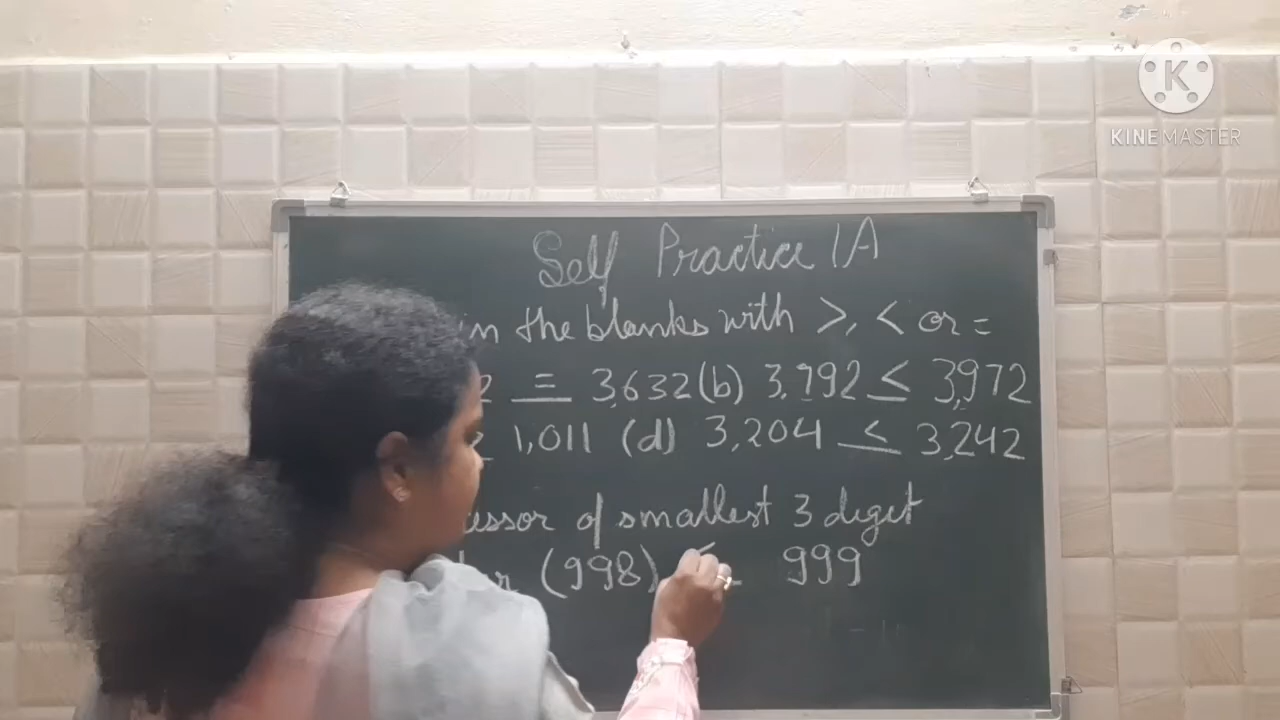 Self Practice 1A
in the blanks with >, < or =
2 = 3,632 (b) 3,792 < 3,972
1,011 (d) 3,204 < 3,242
essor of smallest 3 digit
(998) < 999
K
KINEMASTER